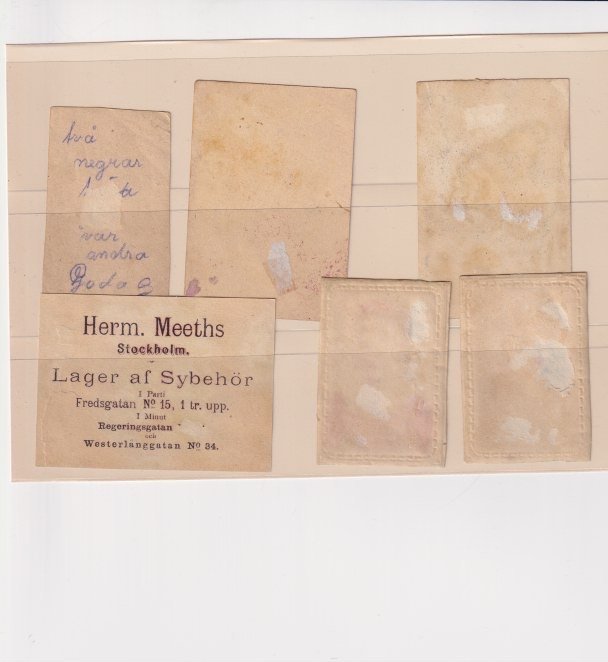 två
negrar
var
andra
Goda
Herm. Meeths
Stockholm.
Lager af Sybehör
I Parti
Fredsgatan No 15, 1 tr. upp.
I Minut
Regeringsgatan
och
Westerlånggatan No 34.